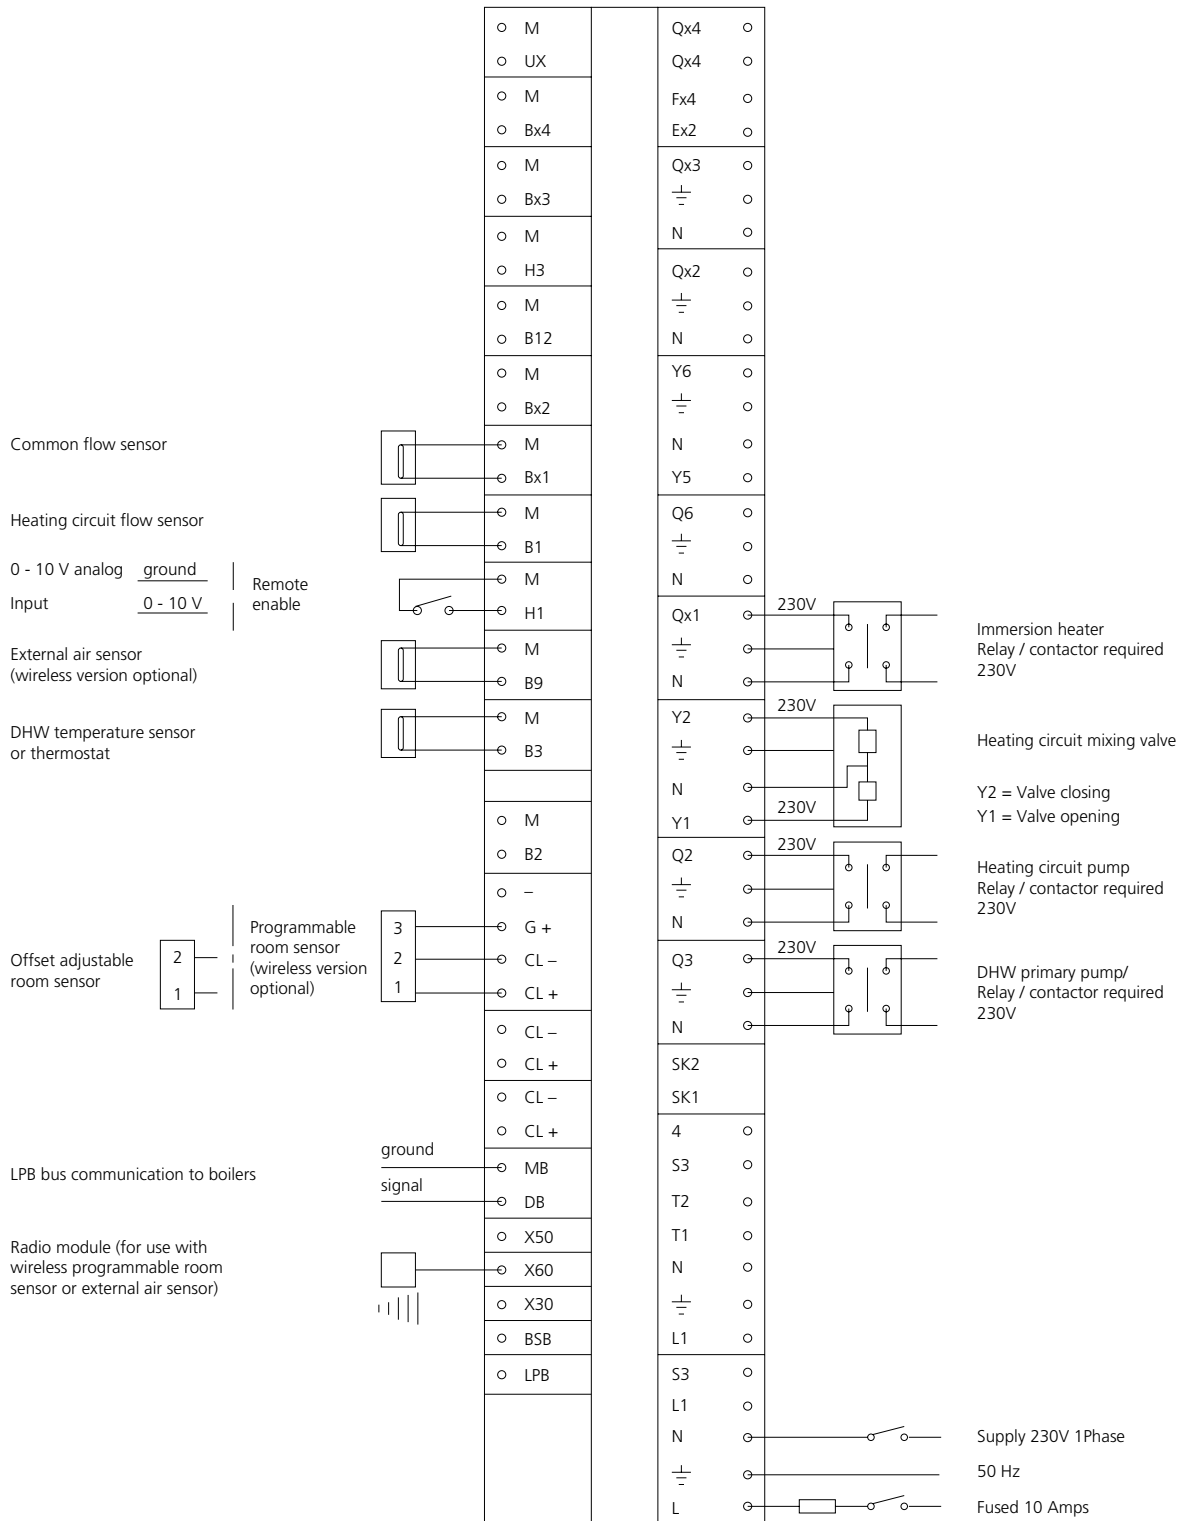 M
UX
M
Bx4
M
Bx3
M
H3
M
B12
M
Bx2
Common flow sensor
M
Bx1
Heating circuit flow sensor
M
B1
0 - 10 V analog ground
Input 0 - 10 V
Remote
enable
M
H1
External air sensor
(wireless version optional)
M
B9
DHW temperature sensor
or thermostat
M
B3
M
B2
–
Offset adjustable
room sensor
2
1
Programmable
room sensor
(wireless version
optional)
3
2
1
G +
CL –
CL +
CL –
CL +
CL –
CL +
LPB bus communication to boilers
ground
signal
MB
DB
X50
Radio module (for use with
wireless programmable room
sensor or external air sensor)
X60
X30
BSB
LPB
Qx4
Qx4
Fx4
Ex2
Qx3
N
Qx2
N
Y6
N
Y5
Q6
N
Qx1
230V
N
Immersion heater
Relay / contactor required
230V
Y2
230V
N
230V
Y1
Heating circuit mixing valve
Y2 = Valve closing
Y1 = Valve opening
Q2
230V
N
Heating circuit pump
Relay / contactor required
230V
Q3
230V
N
DHW primary pump/
Relay / contactor required
230V
SK2
SK1
4
S3
T2
T1
N
L1
S3
L1
N
Supply 230V 1Phase
50 Hz
L
Fused 10 Amps